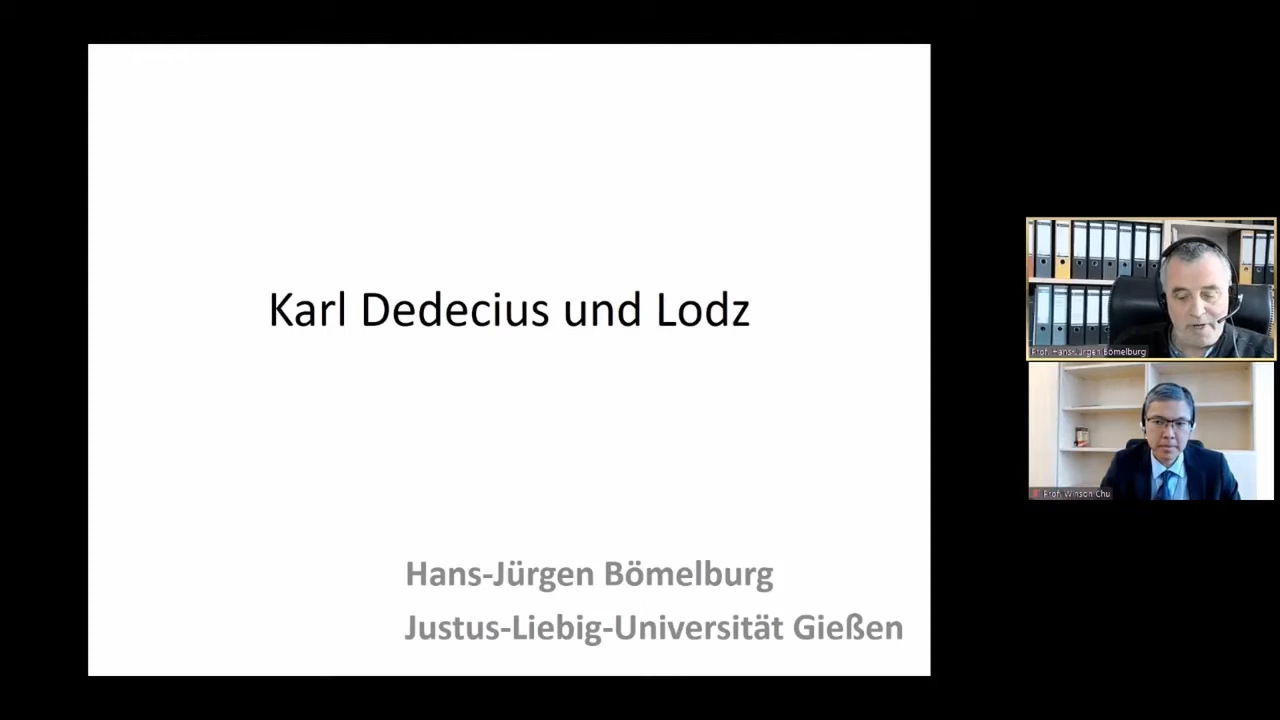 Karl Dedecius und Lodz
Hans-Jürgen Bömelburg
Justus-Liebig-Universität Gießen
Prof. Hans-Jürgen Bömelburg
Prof. Winson Chu